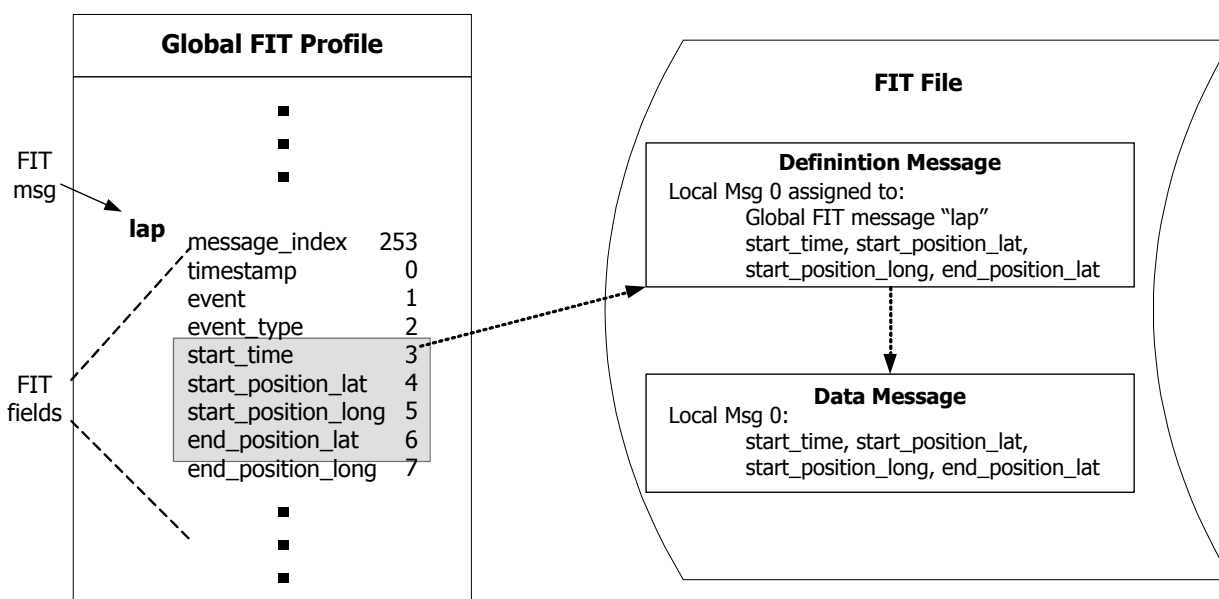 Global FIT Profile
FIT
msg
lap
message_index 253
timestamp 0
event 1
event_type 2
start_time 3
start_position_lat 4
start_position_long 5
end_position_lat 6
end_position_long 7
FIT
fields
FIT File
Definintion Message
Local Msg 0 assigned to:
Global FIT message “lap”
start_time, start_position_lat,
start_position_long, end_position_lat
Data Message
Local Msg 0:
start_time, start_position_lat,
start_position_long, end_position_lat